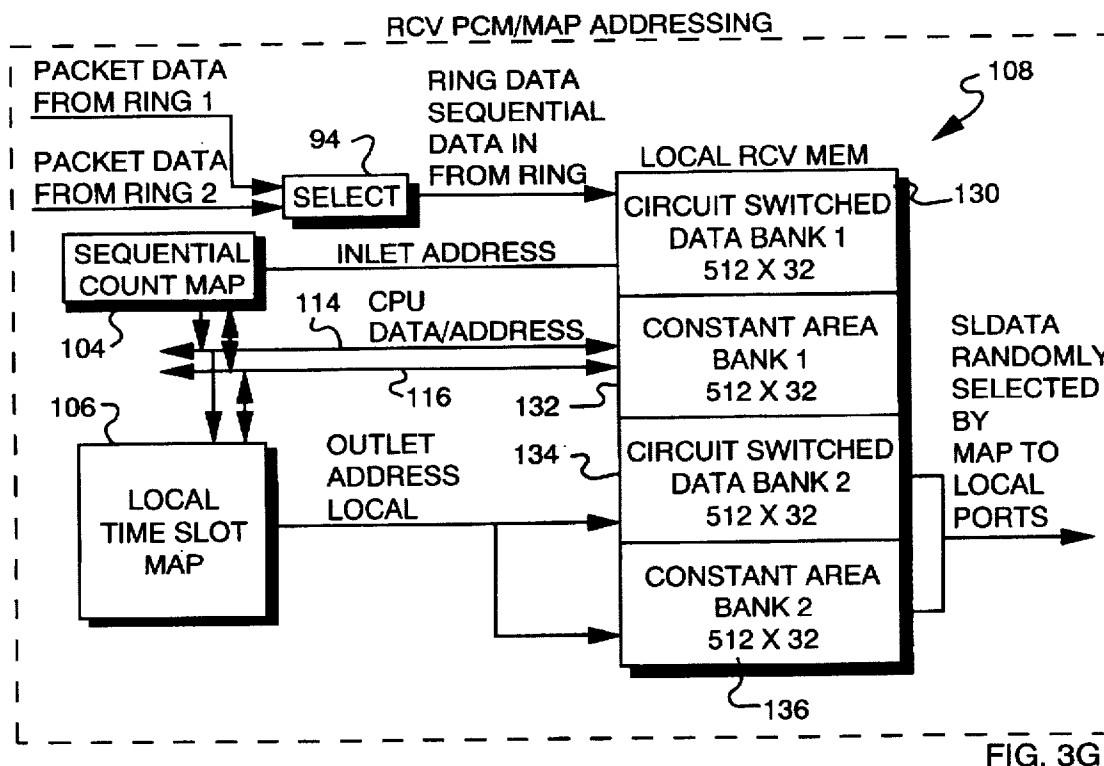 RCV PCM/MAP ADDRESSING
PACKET DATA
FROM RING 1
PACKET DATA
FROM RING 2
94
SELECT
RING DATA
SEQUENTIAL
DATA IN
FROM RING
108
LOCAL RCV MEM
130
CIRCUIT SWITCHED
DATA BANK 1
512 X 32
SEQUENTIAL
COUNT MAP
INLET ADDRESS
104
114
CPU
DATA/ADDRESS
116
CONSTANT AREA
BANK 1
512 X 32
132
SLDATA
RANDOMLY
SELECTED
BY
MAP TO
LOCAL
PORTS
106
LOCAL
TIME SLOT
MAP
OUTLET
ADDRESS
LOCAL
134
CIRCUIT SWITCHED
DATA BANK 2
512 X 32
CONSTANT AREA
BANK 2
512 X 32
136
FIG. 3G